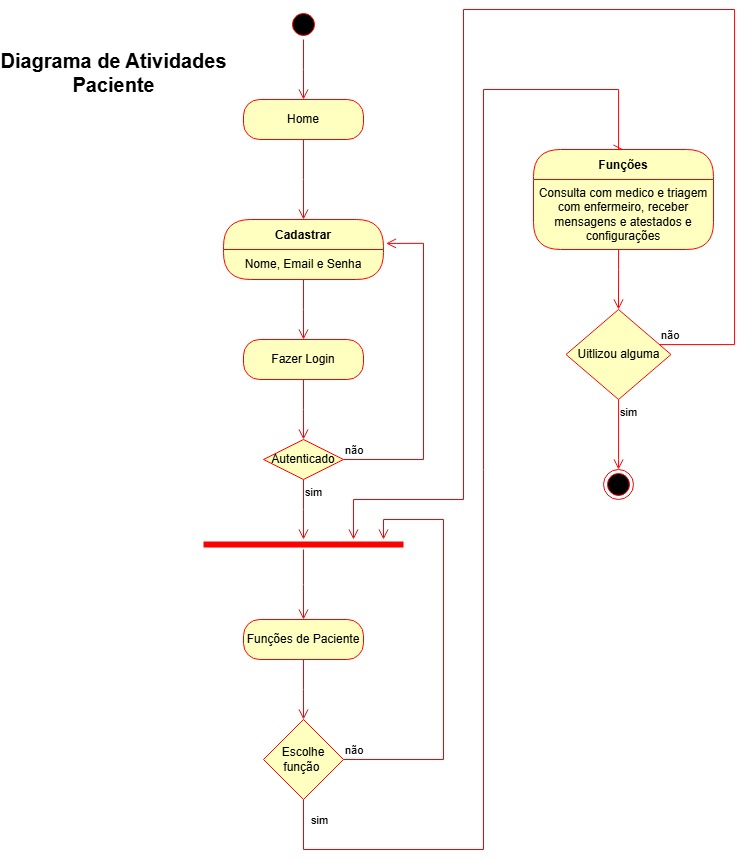 Diagrama de Atividades
Paciente
Home
Cadastrar
Nome, Email e Senha
Fazer Login
Autenticado
não
sim
Funções de Paciente
Escolhe
função
não
sim
Funções
Consulta com medico e triagem
com enfermeiro, receber
mensagens e atestados e
configurações
Uitlizou alguma
não
sim